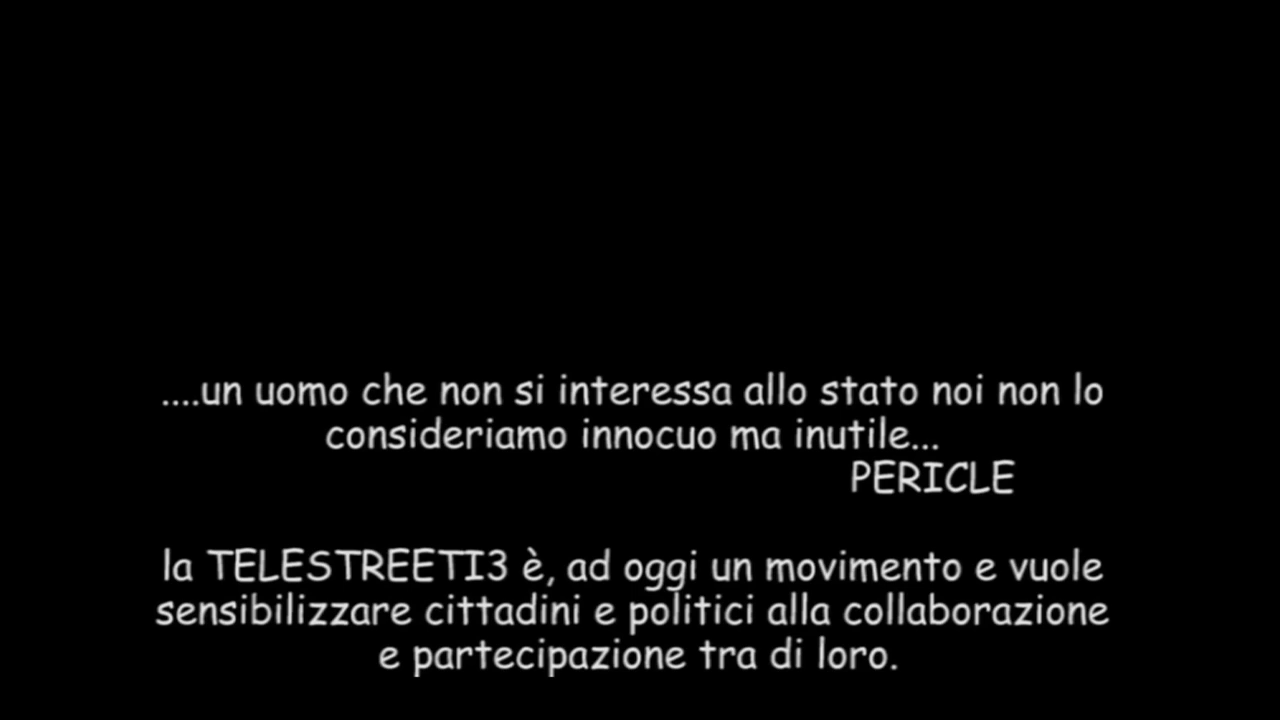 ....un uomo che non si interessa allo stato noi non lo
consideriamo innocuo ma inutile...
PERICLE
la TELESTREETI3 è, ad oggi un movimento e vuole
sensibilizzare cittadini e politici alla collaborazione
e partecipazione tra di loro.